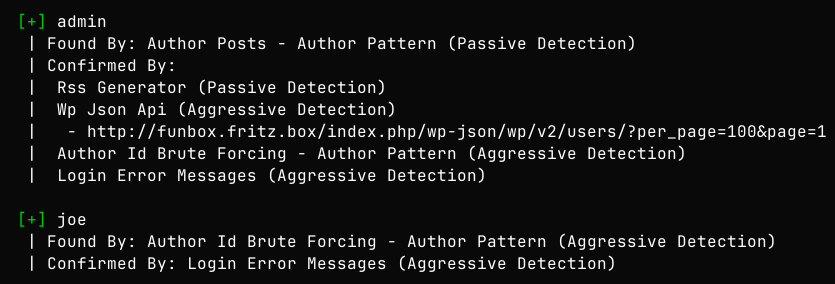 [+] admin
| Found By: Author Posts - Author Pattern (Passive Detection)
| Confirmed By:
|  Rss Generator (Passive Detection)
|  Wp Json Api (Aggressive Detection)
|   - http://funbox.fritz.box/index.php/wp-json/wp/v2/users/?per_page=100&page=1
|  Author Id Brute Forcing - Author Pattern (Aggressive Detection)
|  Login Error Messages (Aggressive Detection)
[+] joe
| Found By: Author Id Brute Forcing - Author Pattern (Aggressive Detection)
| Confirmed By: Login Error Messages (Aggressive Detection)